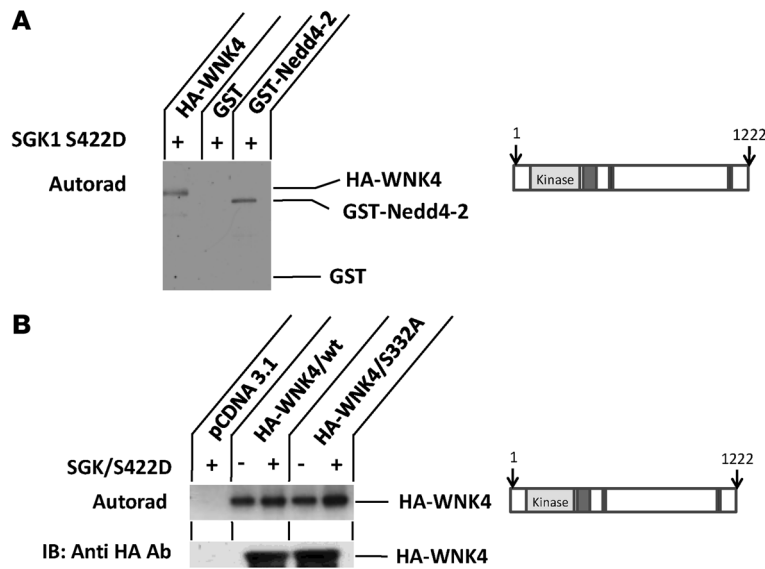 A
HA-WNK4
GST
GST-Nedd4-2
SGK1 S422D + + +
Autorad
HA-WNK4
GST-Nedd4-2
GST
1 1222
Kinase
B
pCDNA 3.1
HA-WNK4/wt
HA-WNK4/S332A
SGK/S422D + - + - +
Autorad
HA-WNK4
IB: Anti HA Ab
HA-WNK4
1 1222
Kinase